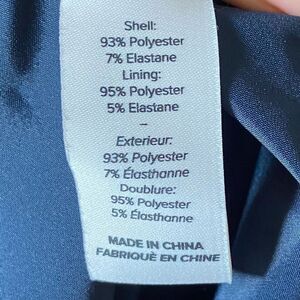 Shell:
93% Polyester
7% Elastane
Lining:
95% Polyester
5% Elastane
–
Exterieur:
93% Polyester
7% Élasthanne
Doublure:
95% Polyester
5% Élasthanne
MADE IN CHINA
FABRIQUÉ EN CHINE